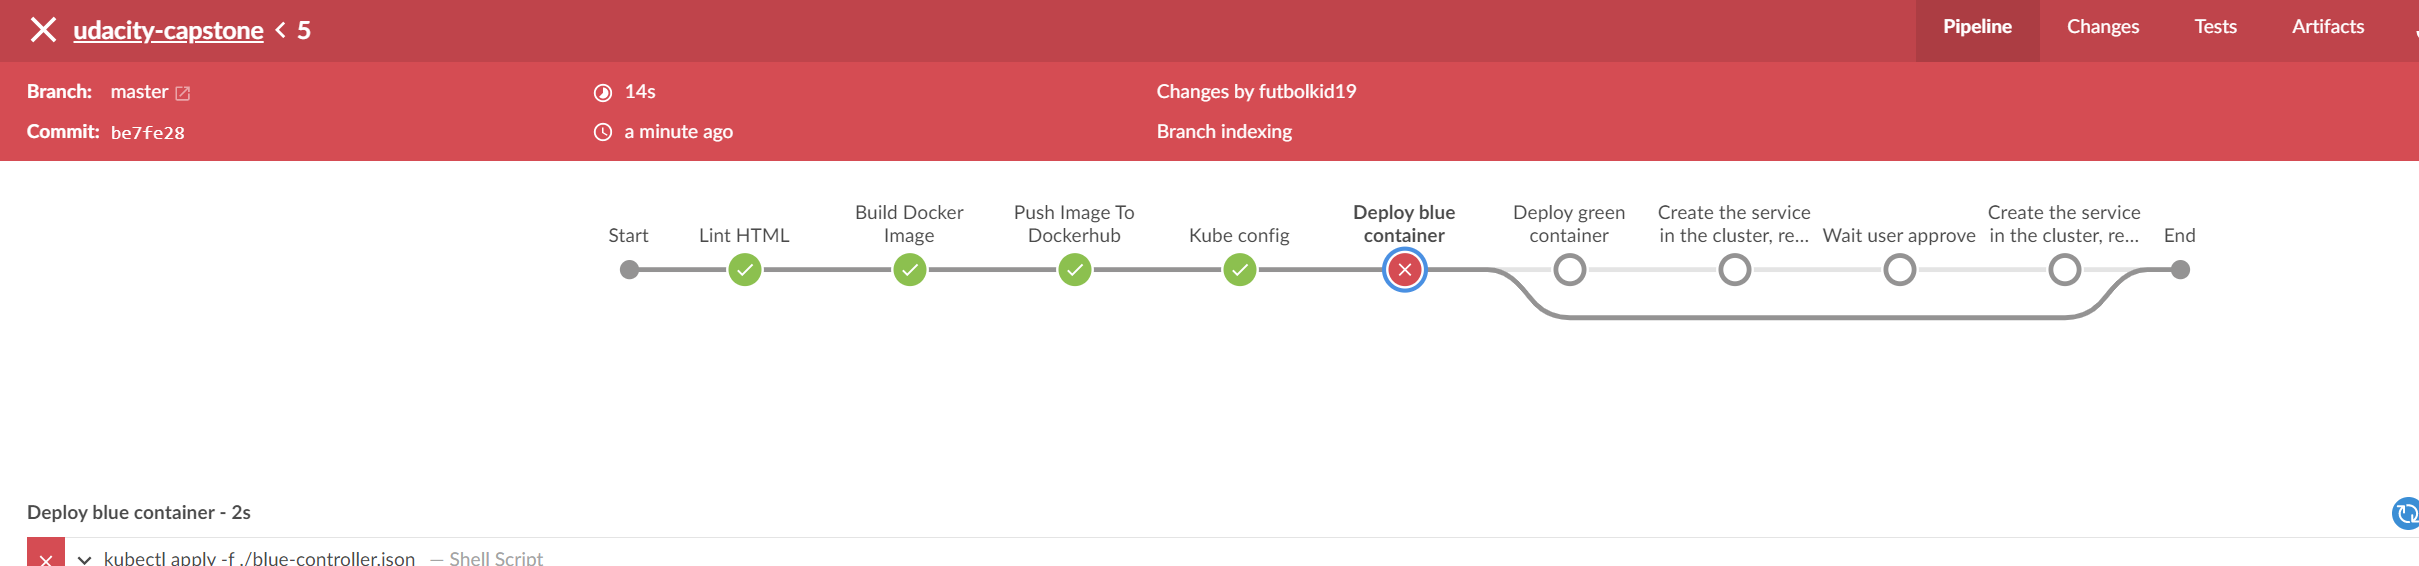 udacity-capstone < 5
Pipeline
Changes
Tests
Artifacts
Branch: master
14s
Changes by futbolkid19
Commit: be7fe28
a minute ago
Branch indexing
Start
Lint HTML
Build Docker
Image
Push Image To
Dockerhub
Kube config
Deploy blue
container
Deploy green
container
Create the service
in the cluster, re...
Wait user approve
Create the service
in the cluster, re...
End
Deploy blue container - 2s
kubectl apply -f ./blue-controller.json — Shell Script